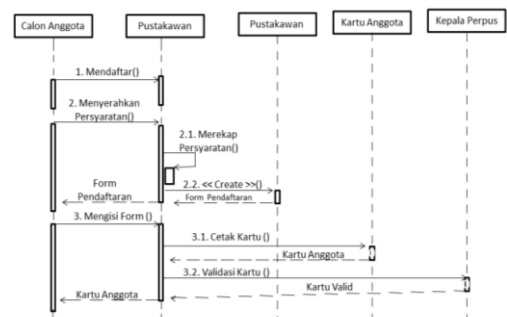 Calon Anggota
Pustakawan
Pustakawan
Kartu Anggota
Kepala Perpus
1. Mendaftar()
2. Menyerahkan
Persyaratan()
2.1. Merekap
Persyaratan()
Form
Pendaftaran
2.2. << Create >>()
Form Pendaftaran
3. Mengisi Form ()
3.1. Cetak Kartu ()
Kartu Anggota
3.2. Validasi Kartu ()
Kartu Valid
Kartu Anggota